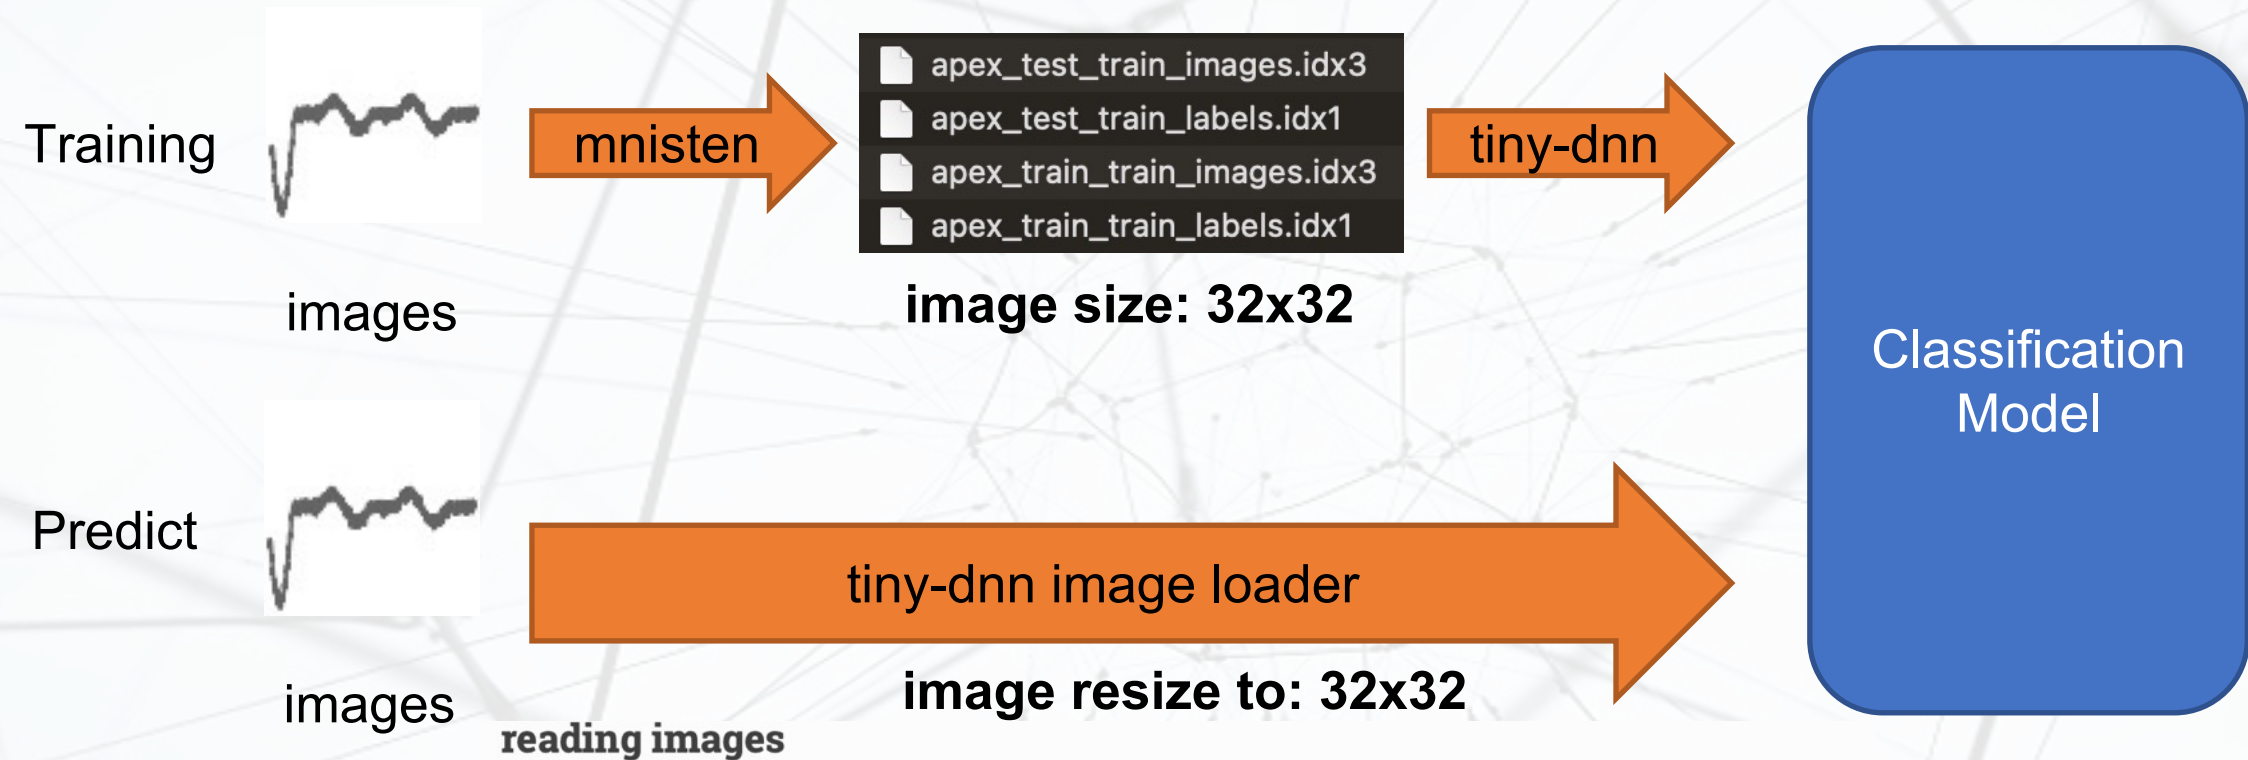 Training
images
mnisten
apex_test_train_images.idx3
apex_test_train_labels.idx1
apex_train_train_images.idx3
apex_train_train_labels.idx1
image size: 32x32
tiny-dnn
Classification
Model
Predict
images
tiny-dnn image loader
image resize to: 32x32
reading images